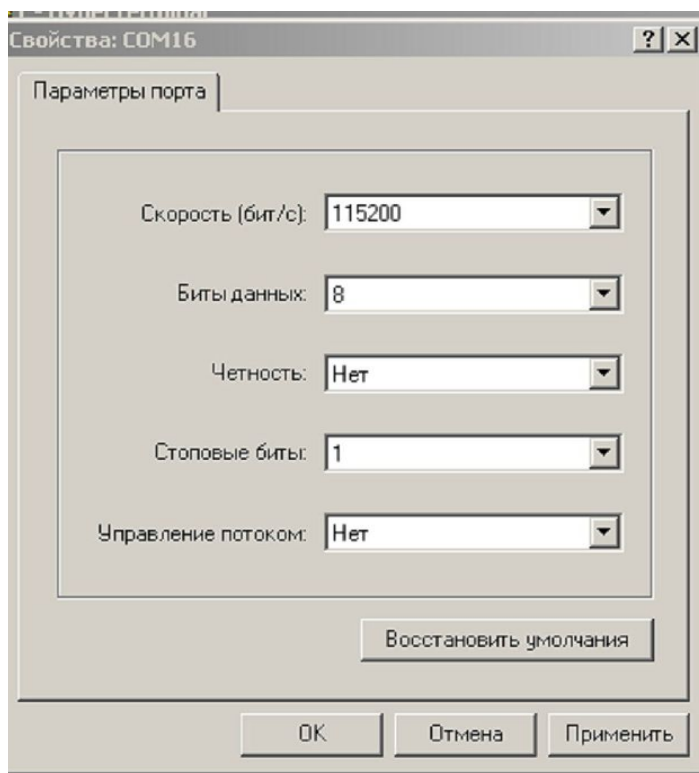 Свойства: COM16
Параметры порта
Скорость (бит/с): 115200
Биты данных: 8
Четность: Нет
Стоповые биты: 1
Управление потоком: Нет
Восстановить умолчания
OK Отмена Применить